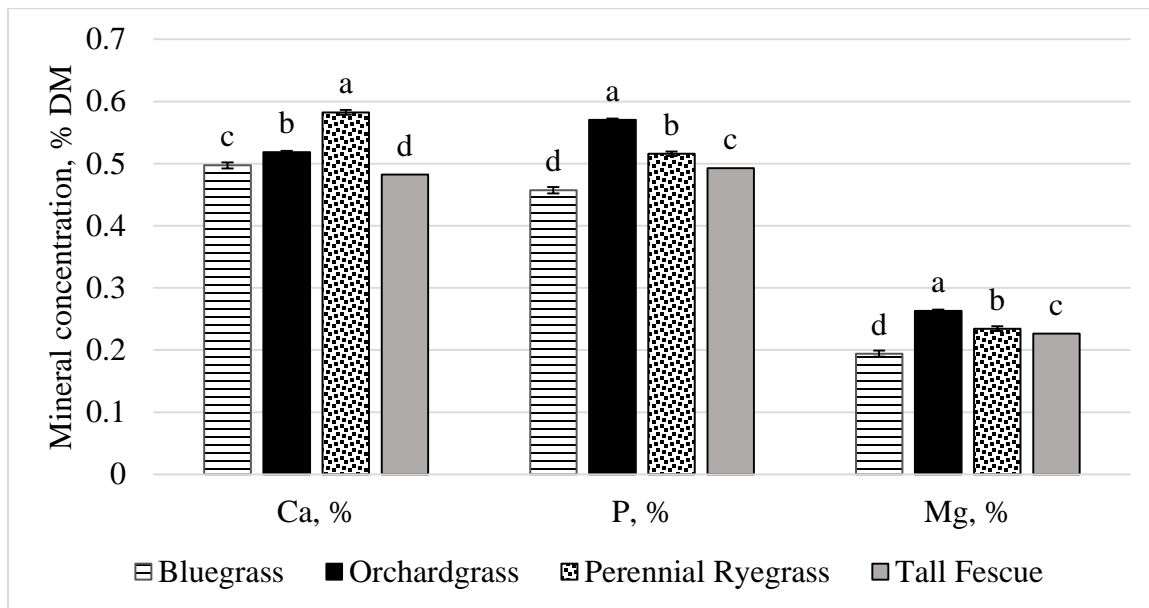 Mineral concentration, % DM
0.7
0.6
0.5
0.4
0.3
0.2
0.1
0
c
b
a
d
d
a
b
c
d
a
b
c
Ca, %
P, %
Mg, %
Bluegrass
Orchardgrass
Perennial Ryegrass
Tall Fescue